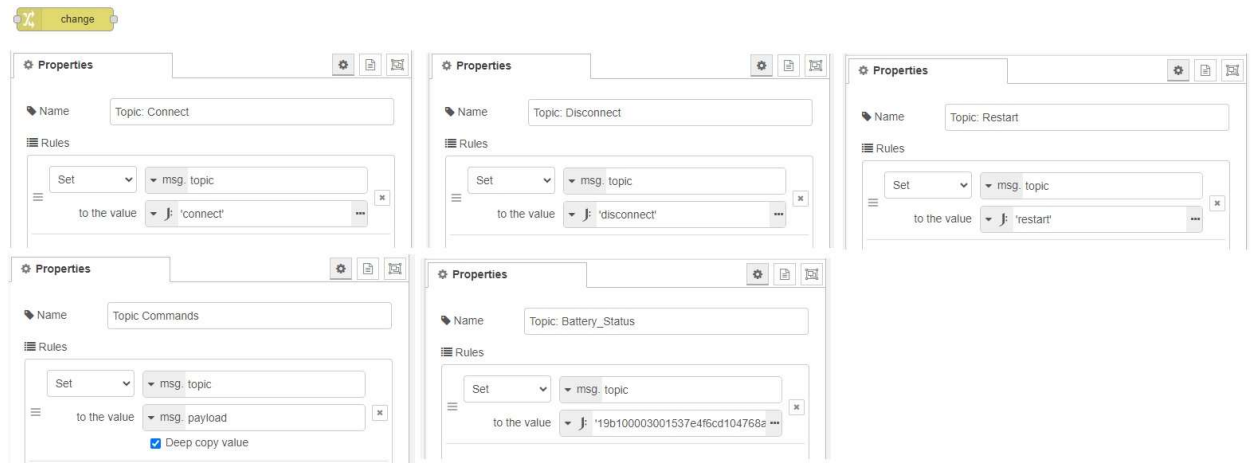 change
Properties
Name Topic: Connect
Rules
Set msg. topic
to the value J: 'connect'
Properties
Name Topic: Disconnect
Rules
Set msg. topic
to the value J: 'disconnect'
Properties
Name Topic: Restart
Rules
Set msg. topic
to the value J: 'restart'
Properties
Name Topic Commands
Rules
Set msg. topic
to the value msg. payload
Deep copy value
Properties
Name Topic: Battery_Status
Rules
Set msg. topic
to the value J: '19b100003001537e4f6cd104768a